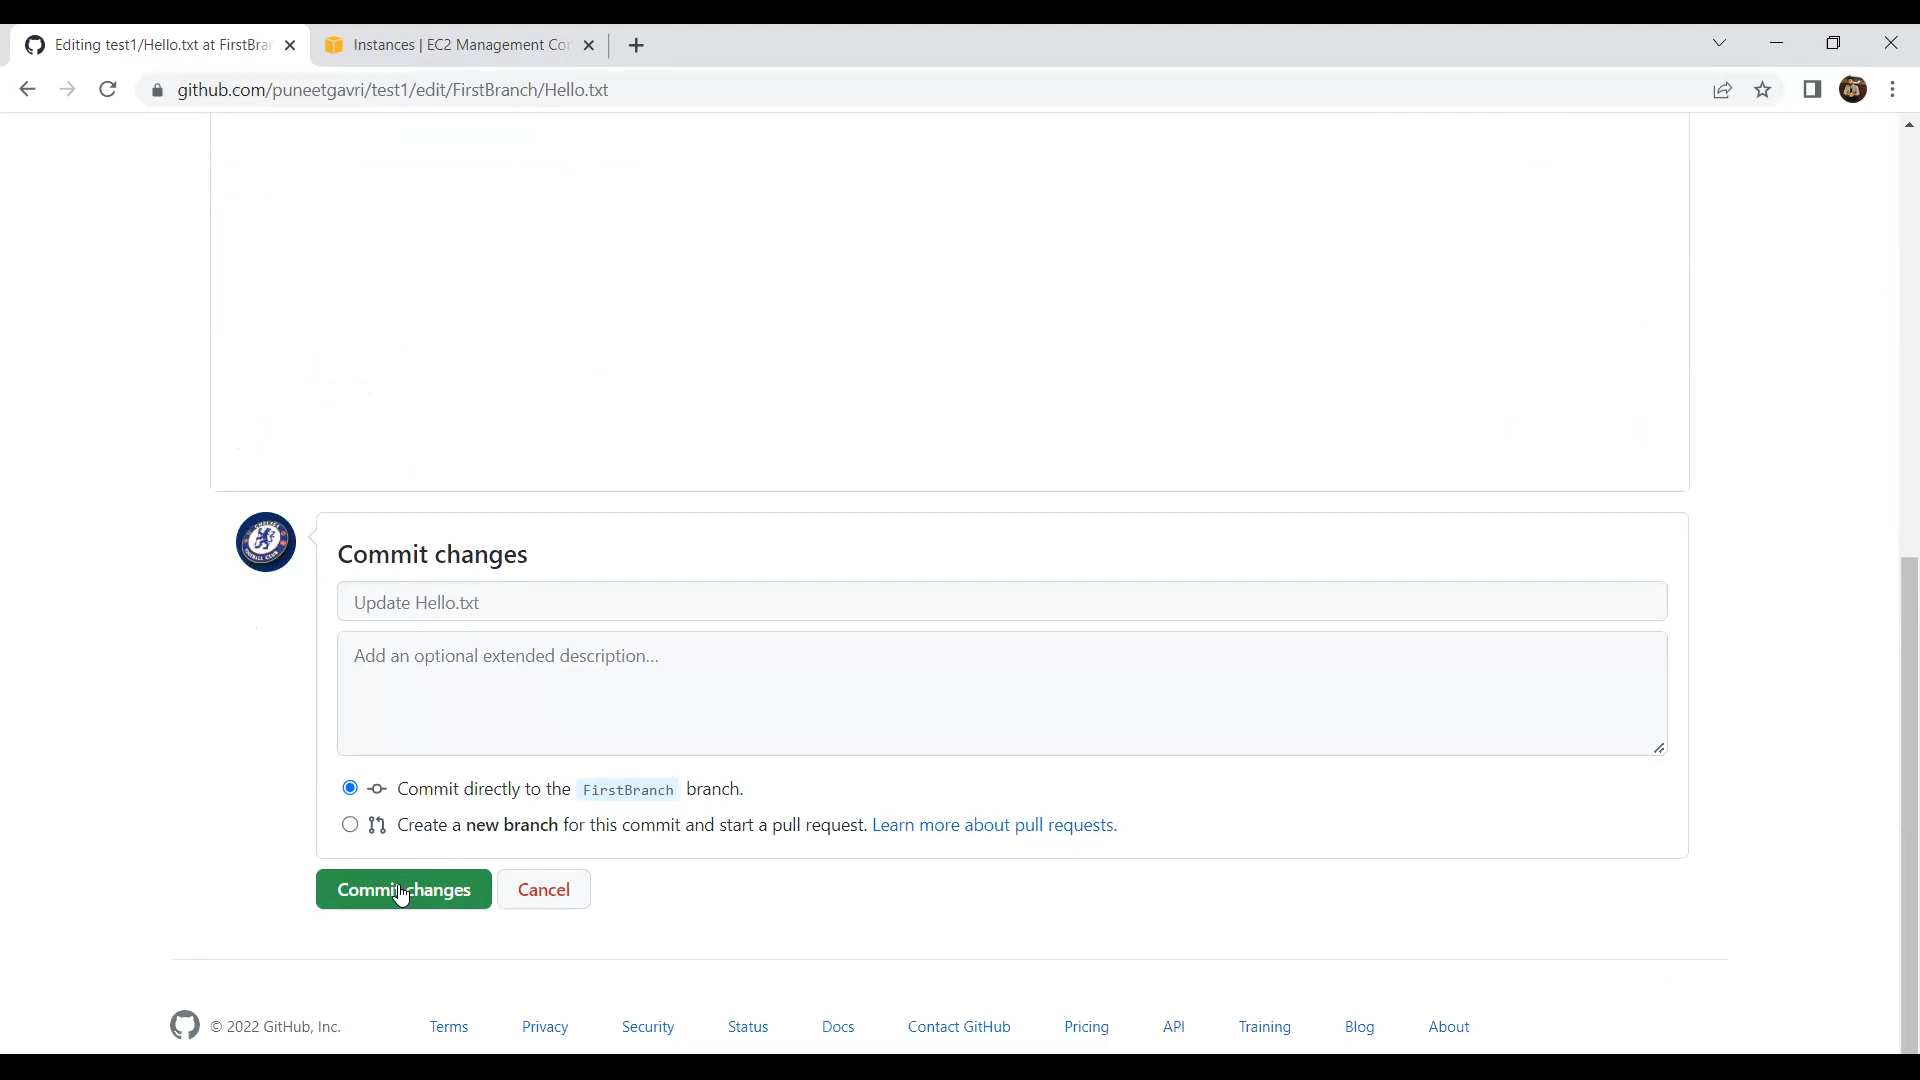 Editing test1/Hello.txt at FirstBra
Instances | EC2 Management Co
github.com/puneetgavri/test1/edit/FirstBranch/Hello.txt
CHELSEA
FOOTBALL CLUB
Commit changes
Update Hello.txt
Add an optional extended description...
Commit directly to the FirstBranch branch.
Create a new branch for this commit and start a pull request. Learn more about pull requests.
Commit changes Cancel
© 2022 GitHub, Inc. Terms Privacy Security Status Docs Contact GitHub Pricing API Training Blog About